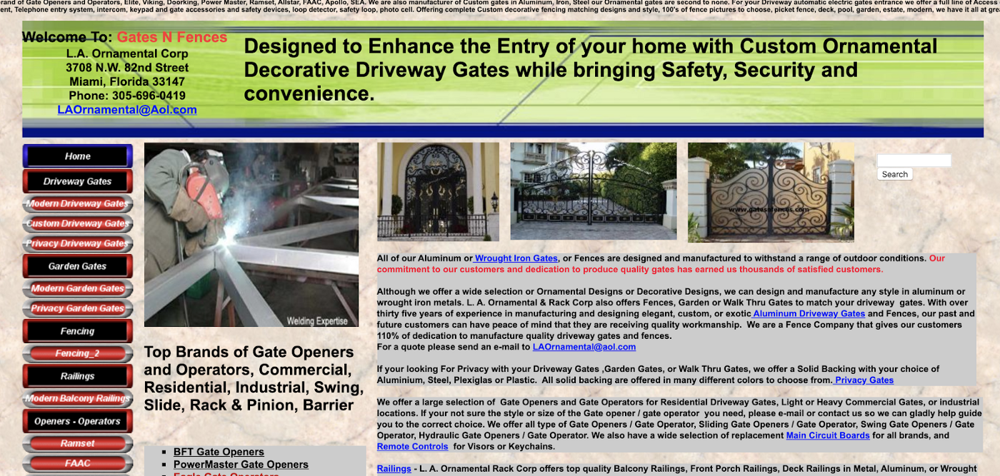 rand of Gate Openers and Operators, Elite, Viking, Doorking, Power Master, Ramset, Allstar, FAAC, Apollo, SEA. We are also manufacturer of Custom gates in Aluminum, Iron, Steel our Ornamental gates are second to none. For your Driveway automatic electric gates entrance we offer a full line of Access
ent, Telephone entry system, intercom, keypad and gate accessories and safety devices, loop detector, safety loop, photo cell. Offering complete Custom decorative fencing matching designs and style, 100's of fence pictures to choose, picket fence, deck, pool, garden, estate, modern, we have it all at gre
Welcome To: Gates N Fences
L.A. Ornamental Corp
3708 N.W. 82nd Street
Miami, Florida 33147
Phone: 305-696-0419
LAOrnamental@Aol.com
Designed to Enhance the Entry of your home with Custom Ornamental
Decorative Driveway Gates while bringing Safety, Security and
convenience.
Home
Driveway Gates
Modern Driveway Gates
Custom Driveway Gates
Privacy Driveway Gates
Garden Gates
Modern Garden Gates
Privacy Garden Gates
Fencing
Fencing_2
Railings
Modern Balcony Railings
Openers - Operators
Ramset
FAAC
Welding Expertise
Top Brands of Gate Openers
and Operators, Commercial,
Residential, Industrial, Swing,
Slide, Rack & Pinion, Barrier
BFT Gate Openers
PowerMaster Gate Openers
Eagle Gate Operators
www.gatesnfences.com
Search
All of our Aluminum or Wrought Iron Gates, or Fences are designed and manufactured to withstand a range of outdoor conditions. Our
commitment to our customers and dedication to produce quality gates has earned us thousands of satisfied customers.
Although we offer a wide selection or Ornamental Designs or Decorative Designs, we can design and manufacture any style in aluminum or
wrought iron metals. L. A. Ornamental & Rack Corp also offers Fences, Garden or Walk Thru Gates to match your driveway gates. With over
thirty five years of experience in manufacturing and designing elegant, custom, or exotic Aluminum Driveway Gates and Fences, our past and
future customers can have peace of mind that they are receiving quality workmanship. We are a Fence Company that gives our customers
110% of dedication to manufacture quality driveway gates and fences.
For a quote please send an e-mail to LAOrnamental@aol.com
If your looking For Privacy with your Driveway Gates ,Garden Gates, or Walk Thru Gates, we offer a Solid Backing with your choice of
Aluminium, Steel, Plexiglas or Plastic. All solid backing are offered in many different colors to choose from. Privacy Gates
We offer a large selection of Gate Openers and Gate Operators for Residential Driveway Gates, Light or Heavy Commercial Gates, or industrial
locations. If your not sure the style or size of the Gate opener / gate operator you need, please e-mail or contact us so we can gladly help guide
you to the correct choice. We offer all type of Gate Openers / Gate Operator, Sliding Gate Openers / Gate Operator, Swing Gate Openers / Gate
Operator, Hydraulic Gate Openers / Gate Operator. We also have a wide selection of replacement Main Circuit Boards for all brands, and
Remote Controls for Visors or Keychains.
Railings - L. A. Ornamental Rack Corp offers top quality Balcony Railings, Front Porch Railings, Deck Railings in Metal, Aluminum, or Wrought